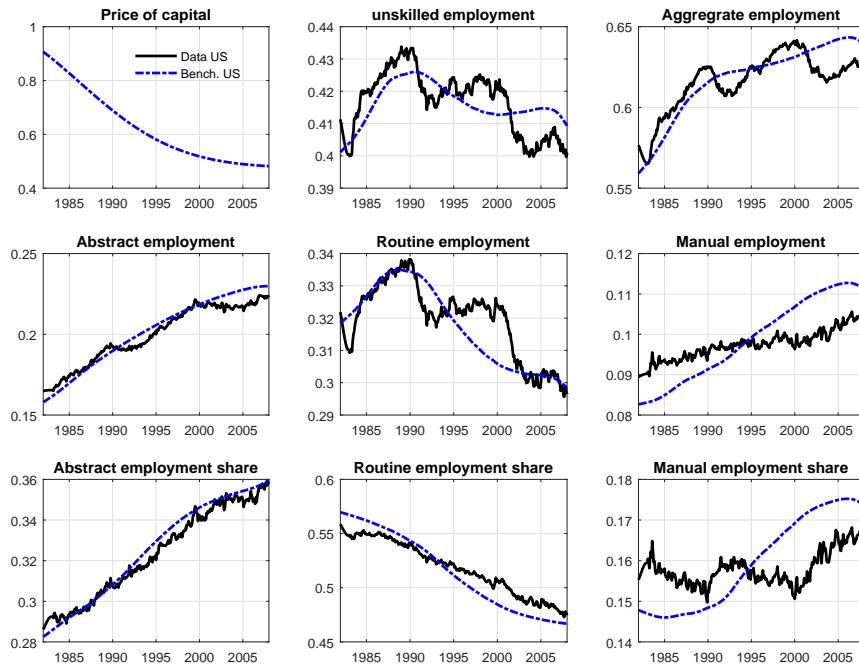 Price of capital
1
0.8
0.6
0.4
Data US
Bench. US
1985 1990 1995 2000 2005
unskilled employment
0.44
0.43
0.42
0.41
0.4
0.39
1985 1990 1995 2000 2005
Aggregrate employment
0.65
0.6
0.55
1985 1990 1995 2000 2005
Abstract employment
0.25
0.2
0.15
1985 1990 1995 2000 2005
Routine employment
0.34
0.33
0.32
0.31
0.3
0.29
1985 1990 1995 2000 2005
Manual employment
0.12
0.11
0.1
0.09
0.08
1985 1990 1995 2000 2005
Abstract employment share
0.36
0.34
0.32
0.3
0.28
1985 1990 1995 2000 2005
Routine employment share
0.6
0.55
0.5
0.45
1985 1990 1995 2000 2005
Manual employment share
0.18
0.17
0.16
0.15
0.14
1985 1990 1995 2000 2005